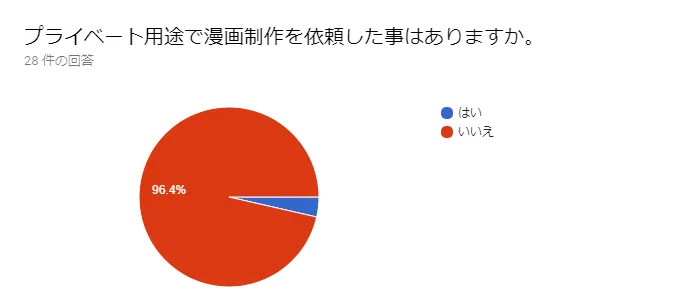 プライベート用途で漫画制作を依頼した事はありますか。
28 件の回答
はい
いいえ
96.4%